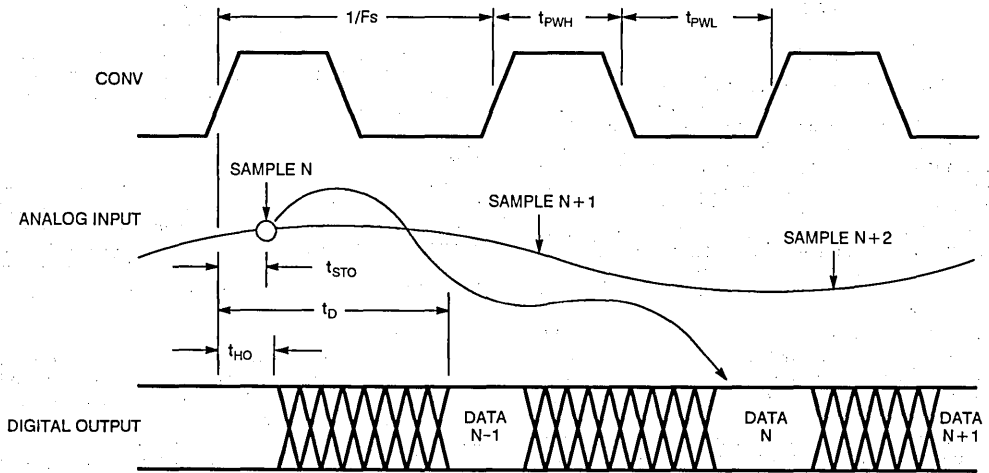 1/Fs
tPWH
tPWL
CONV
SAMPLE N
SAMPLE N+1
ANALOG INPUT
SAMPLE N+2
tSTO
tD
tHO
DIGITAL OUTPUT
DATA
N-1
DATA
N
DATA
N+1